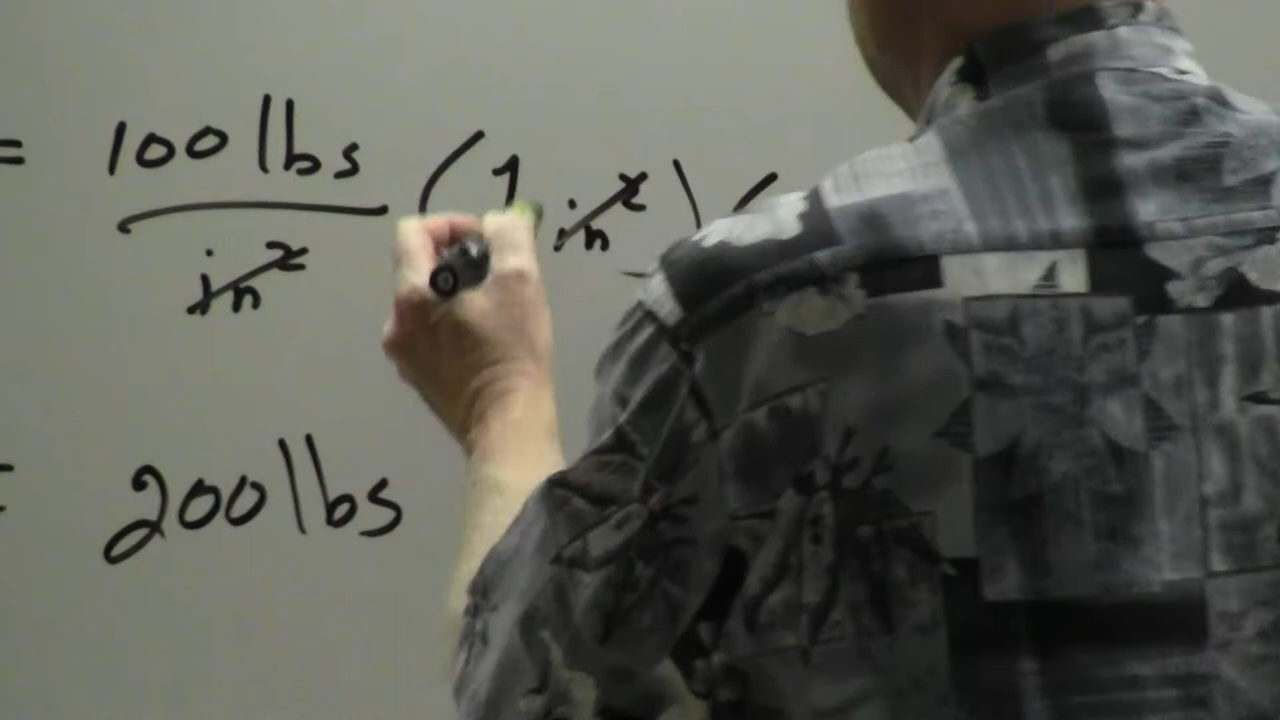 = 100 lbs (1 in²) (
in²
= 200 lbs